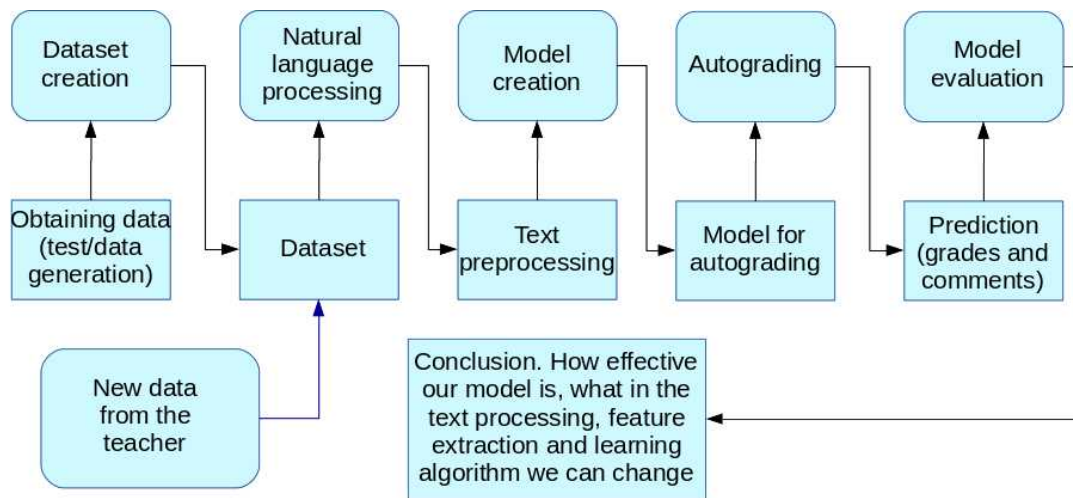 Dataset
creation
Natural
language
processing
Model
creation
Autograding
Model
evaluation
Obtaining data
(test/data
generation)
Dataset
Text
preprocessing
Model for
autograding
Prediction
(grades and
comments)
New data
from the
teacher
Conclusion. How effective
our model is, what in the
text processing, feature
extraction and learning
algorithm we can change